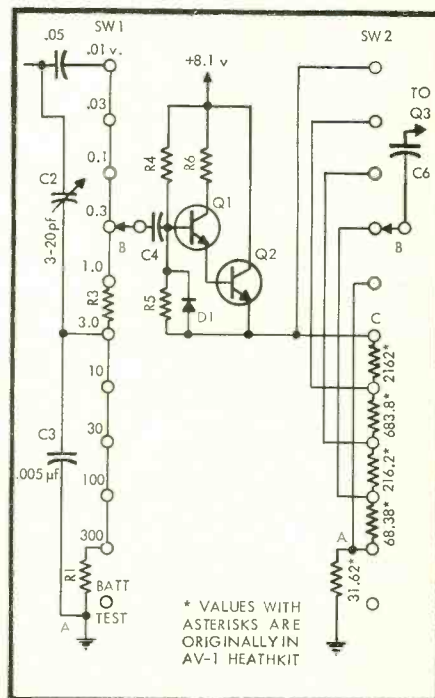 .05
SW1
.01 v.
.03
0.1
0.3
1.0
3.0
10
30
100
300
C2
3-20 pf
R3
B
C4
C3
.005 µf.
R1
A
BATT
TEST
+8.1 v
R4
R6
Q1
Q2
R5
D1
SW2
TO
Q3
C6
B
C
2162*
683.8*
216.2*
68.38*
A
31.62*
* VALUES WITH
ASTERISKS ARE
ORIGINALLY IN
AV-1 HEATHKIT